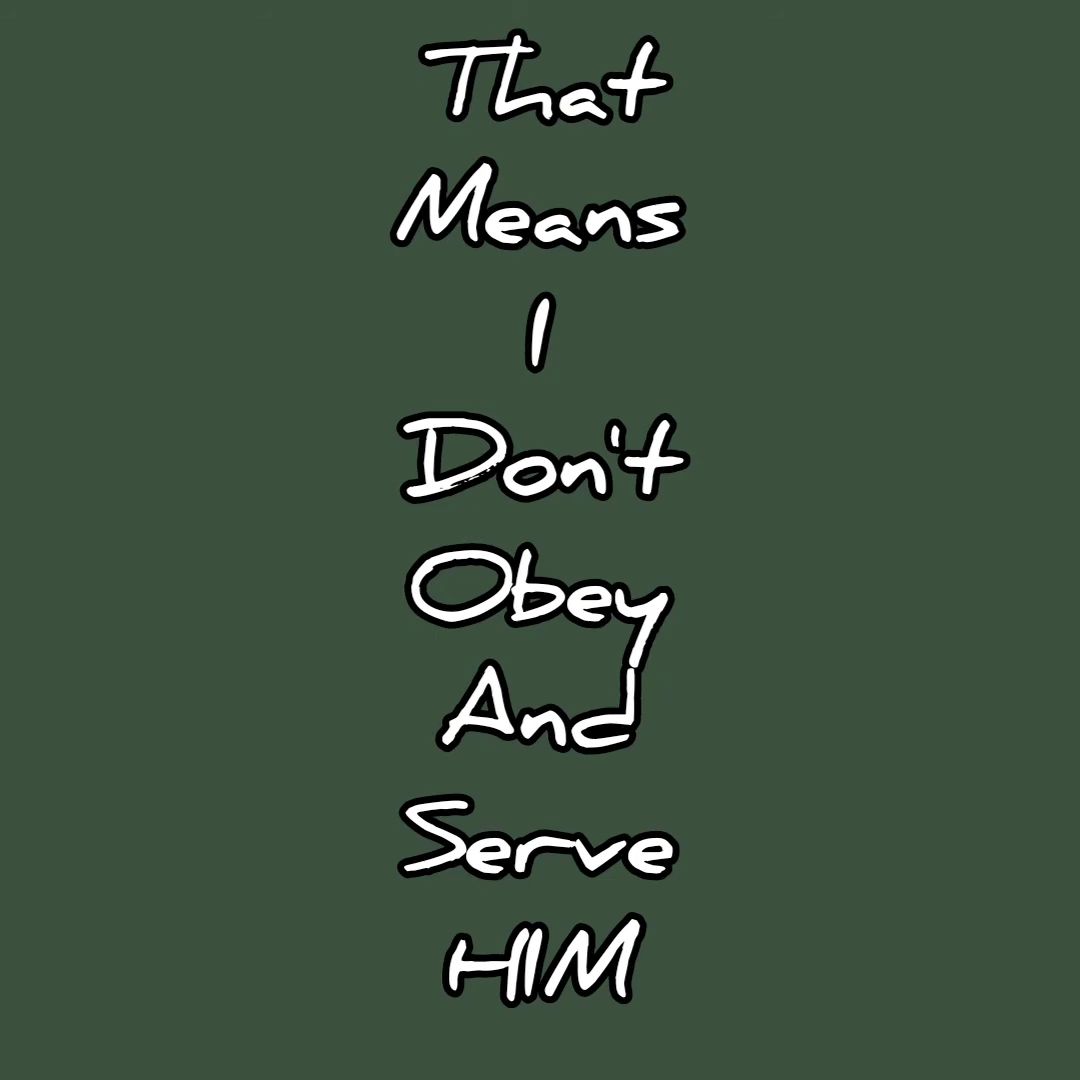 That
Means
I
Don't
Obey
And
Serve
HIM